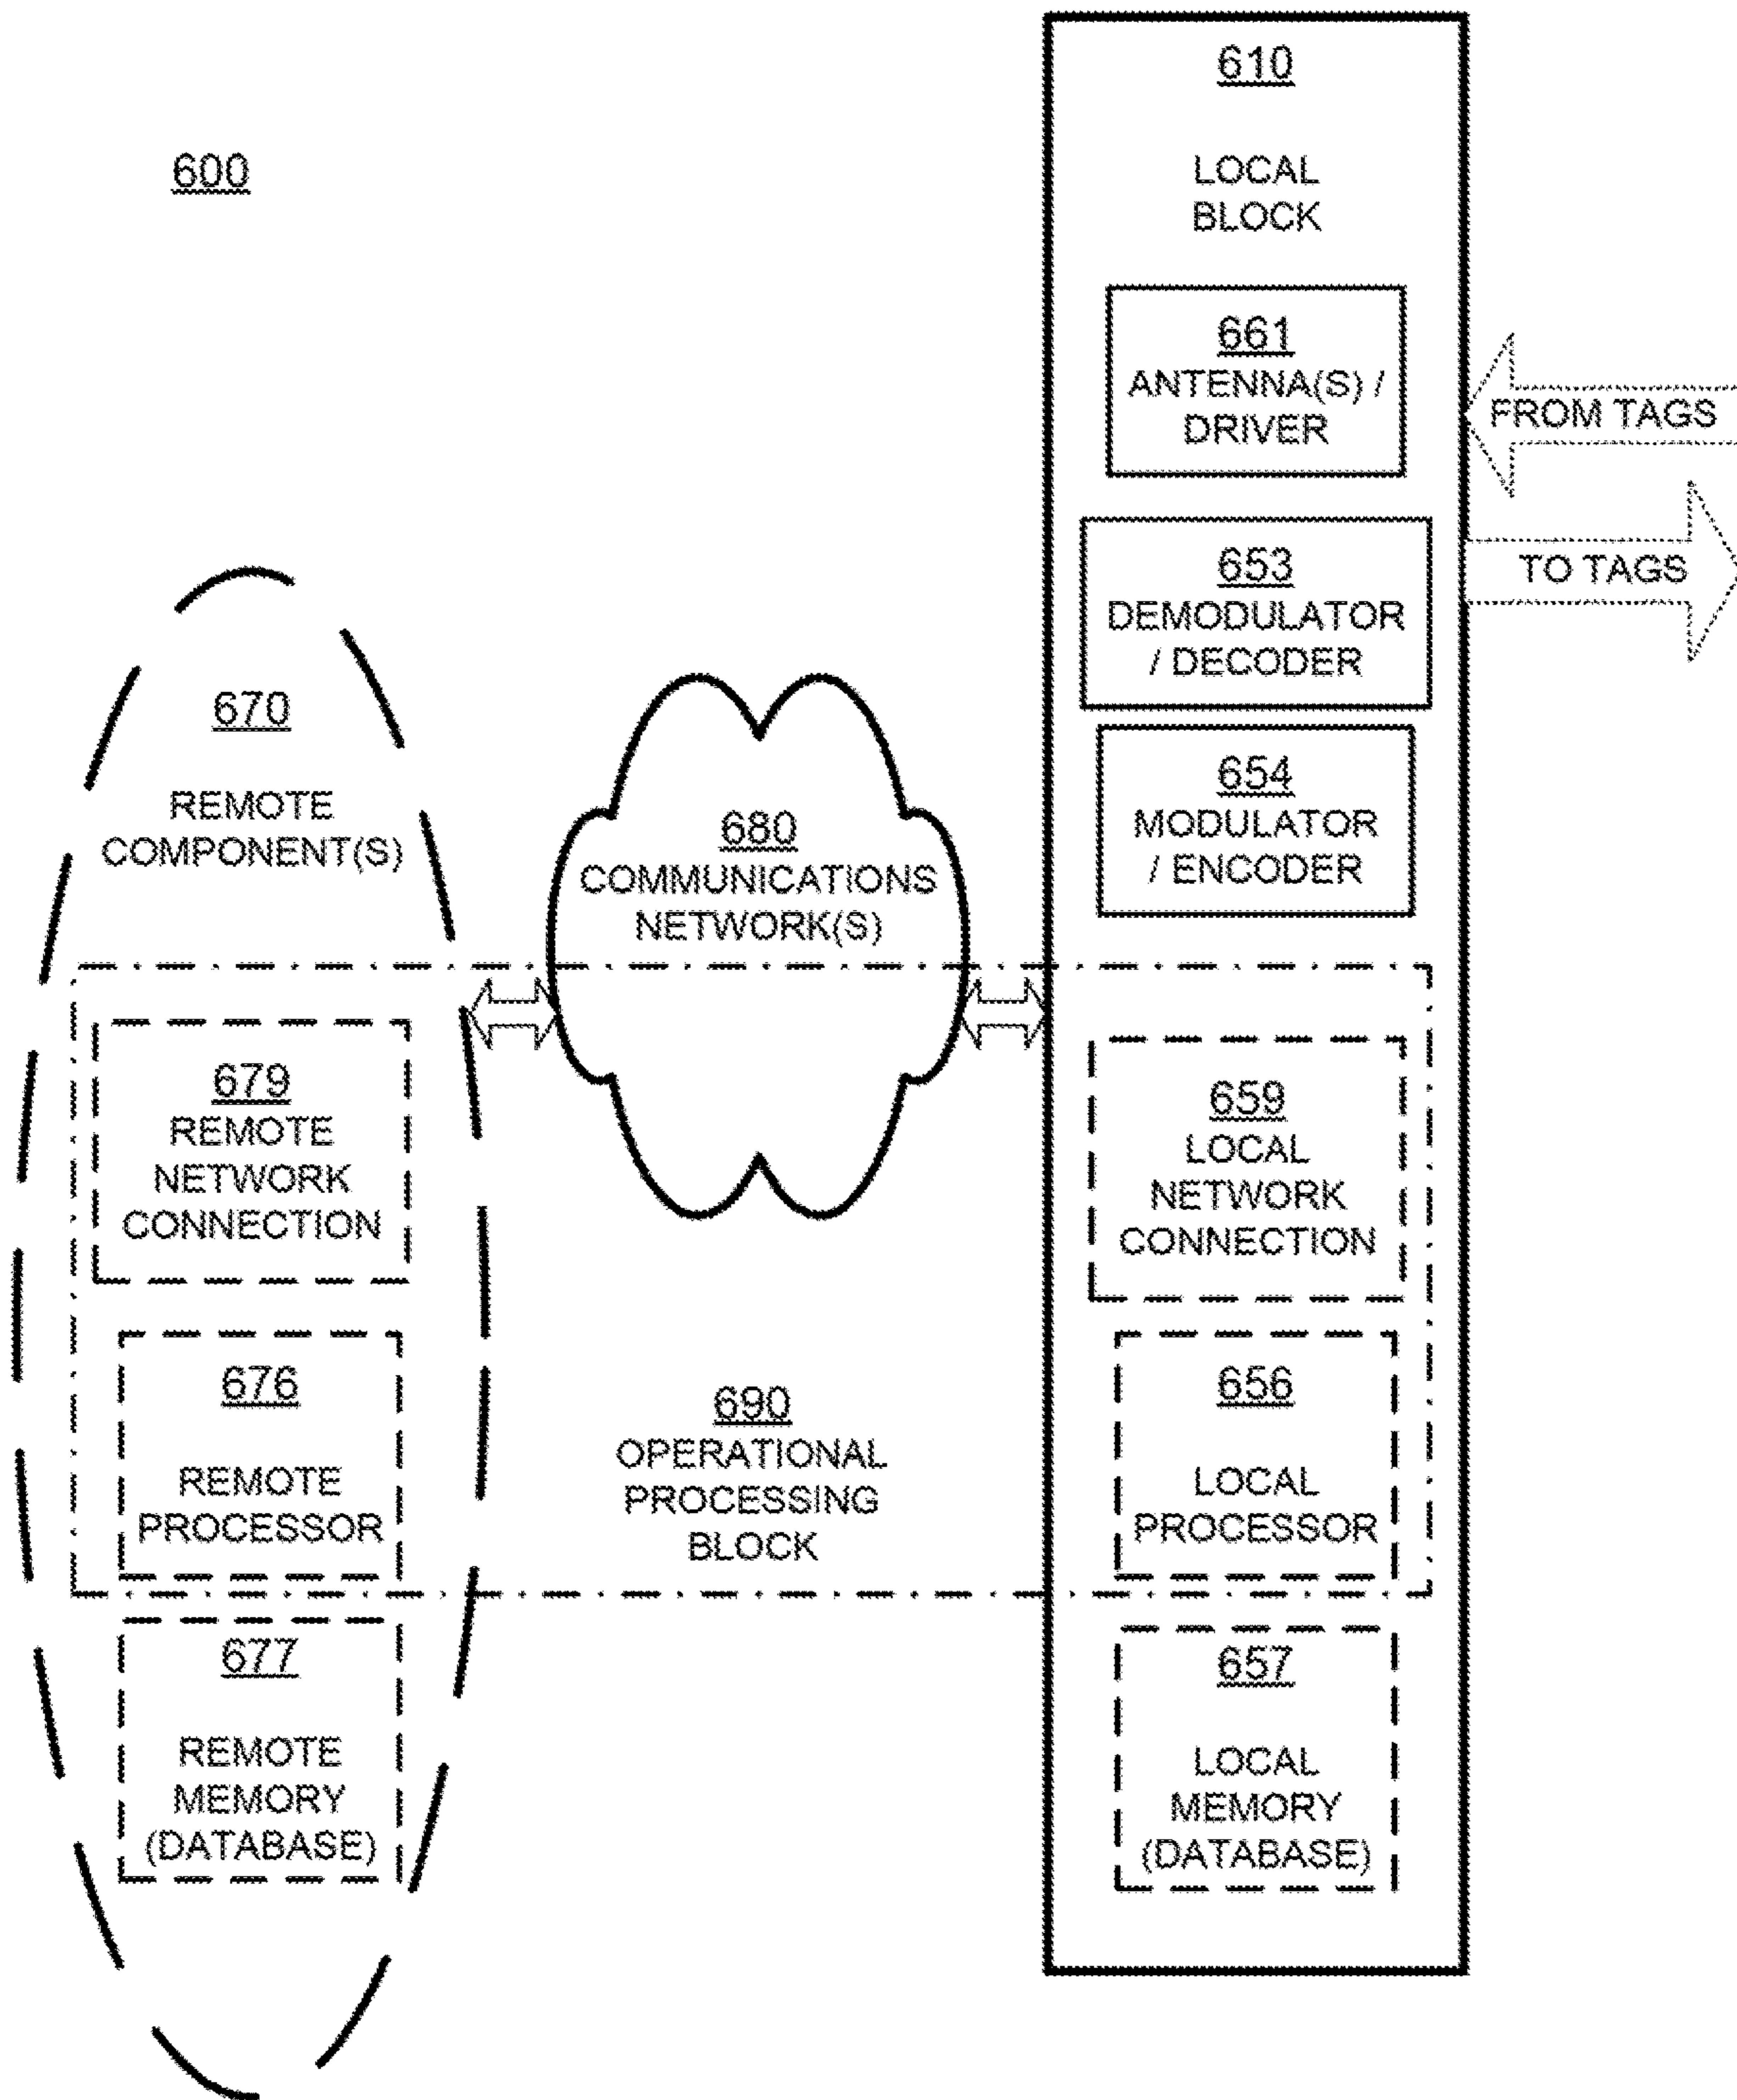 600
610
LOCAL
BLOCK
661
ANTENNA(S) /
DRIVER
FROM TAGS
653
DEMODULATOR
/ DECODER
TO TAGS
654
MODULATOR
/ ENCODER
670
REMOTE
COMPONENT(S)
680
COMMUNICATIONS
NETWORK(S)
679
REMOTE
NETWORK
CONNECTION
659
LOCAL
NETWORK
CONNECTION
676
REMOTE
PROCESSOR
690
OPERATIONAL
PROCESSING
BLOCK
656
LOCAL
PROCESSOR
677
REMOTE
MEMORY
(DATABASE)
657
LOCAL
MEMORY
(DATABASE)